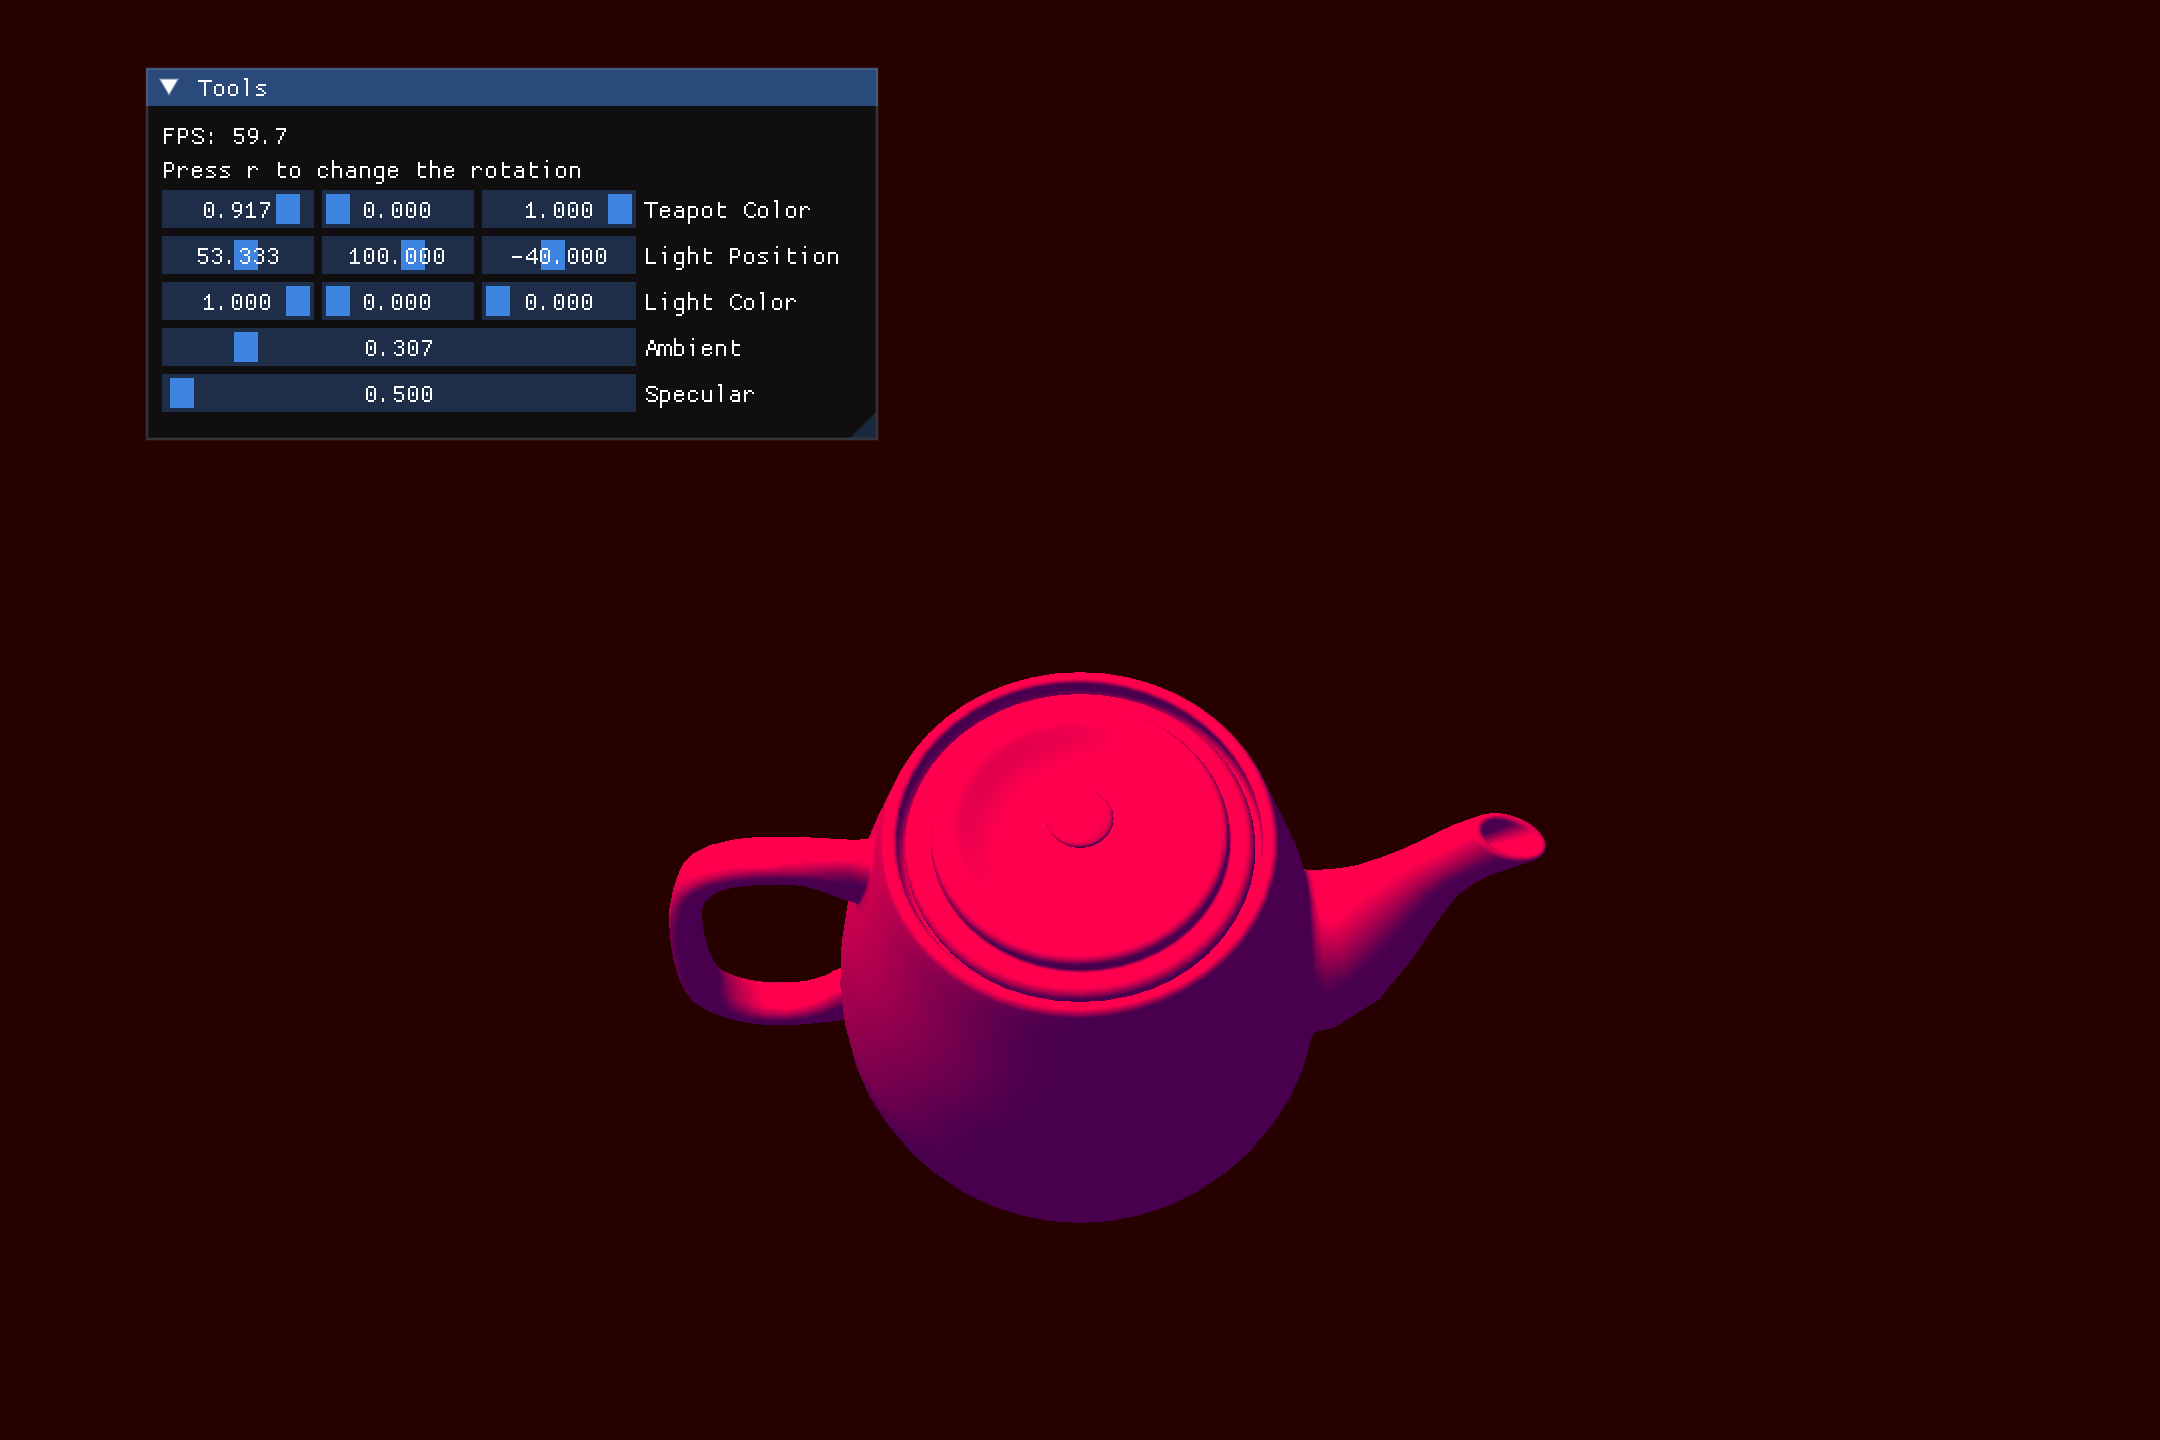 Tools
FPS: 59.7
Press r to change the rotation
0.917 0.000 1.000 Teapot Color
53.333 100.000 -40.000 Light Position
1.000 0.000 0.000 Light Color
0.307 Ambient
0.500 Specular